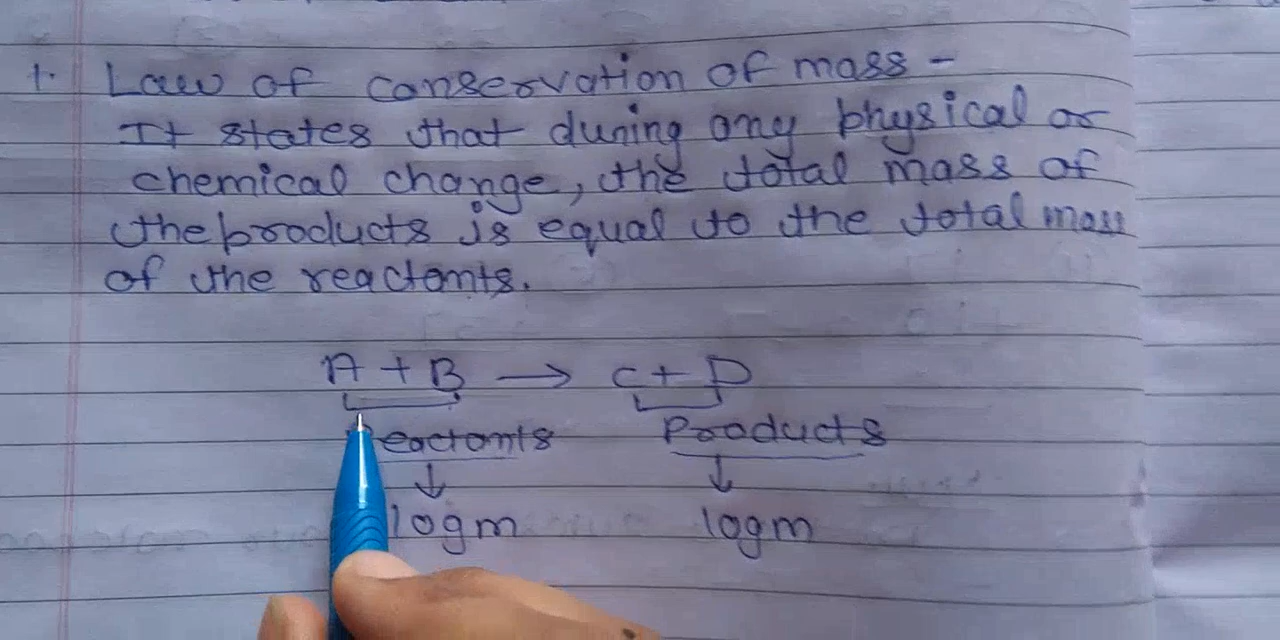 1. Law of conservation of mass -
It states that during any physical or
chemical change, the total mass of
the products is equal to the total mass
of the reactants.
A + B → C + D
Reactants Products
↓ ↓
10gm 10gm